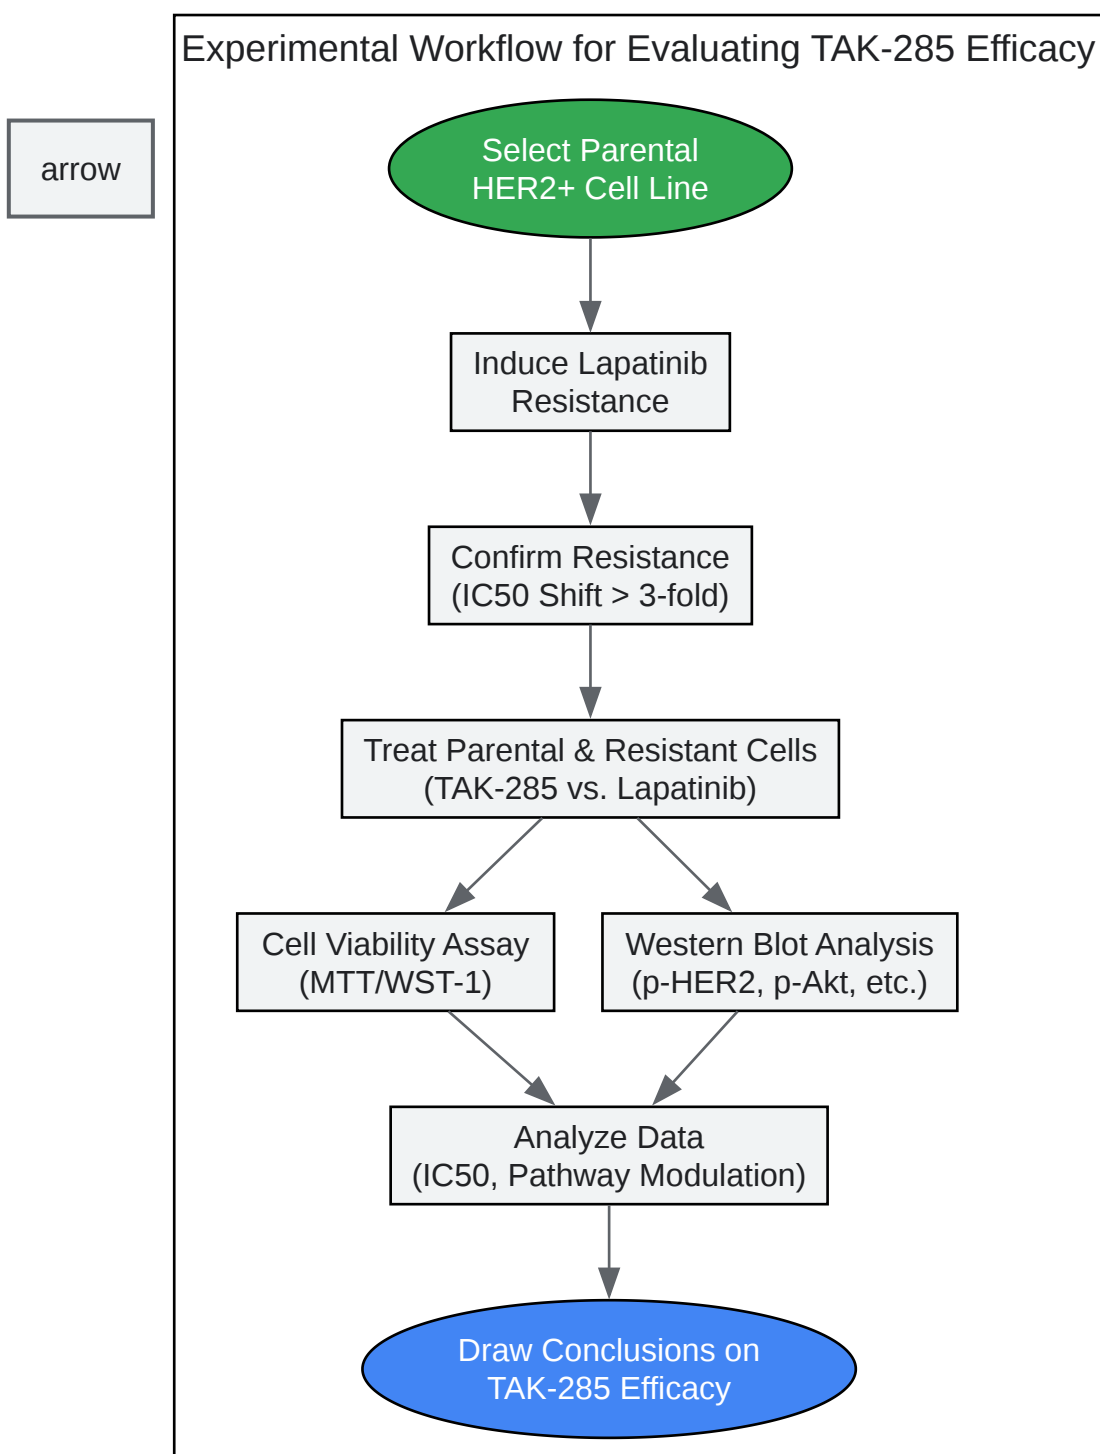 Experimental Workflow for Evaluating TAK-285 Efficacy
arrow
Select Parental
HER2+ Cell Line
Induce Lapatinib
Resistance
Confirm Resistance
(IC50 Shift > 3-fold)
Treat Parental & Resistant Cells
(TAK-285 vs. Lapatinib)
Cell Viability Assay
(MTT/WST-1)
Western Blot Analysis
(p-HER2, p-Akt, etc.)
Analyze Data
(IC50, Pathway Modulation)
Draw Conclusions on
TAK-285 Efficacy